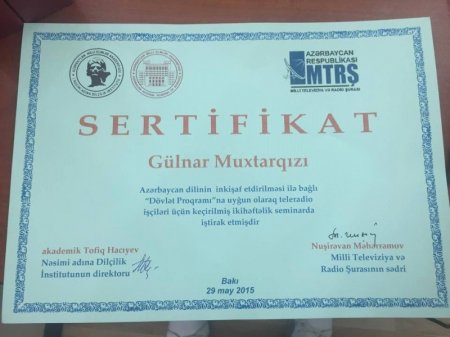 AZƏRBAYCAN
RESPUBLİKASI
MTRŞ
MİLLİ TELEVİZİYA VƏ RADİO ŞURASI
SERTİFİKAT
Gülnar Muxtarqızı
Azərbaycan dilinin inkişaf etdirilməsi ilə bağlı
“Dövlət Proqramı”na uyğun olaraq teleradio
işçiləri üçün keçirilmiş ikihəftəlik seminarda
iştirak etmişdir
akademik Tofiq Hacıyev
Nəsimi adına Dilçilik
İnstitutunun direktoru
Nuşirəvan Məhərrəmov
Milli Televiziya və
Radio Şurasının sədri
Bakı
29 may 2015